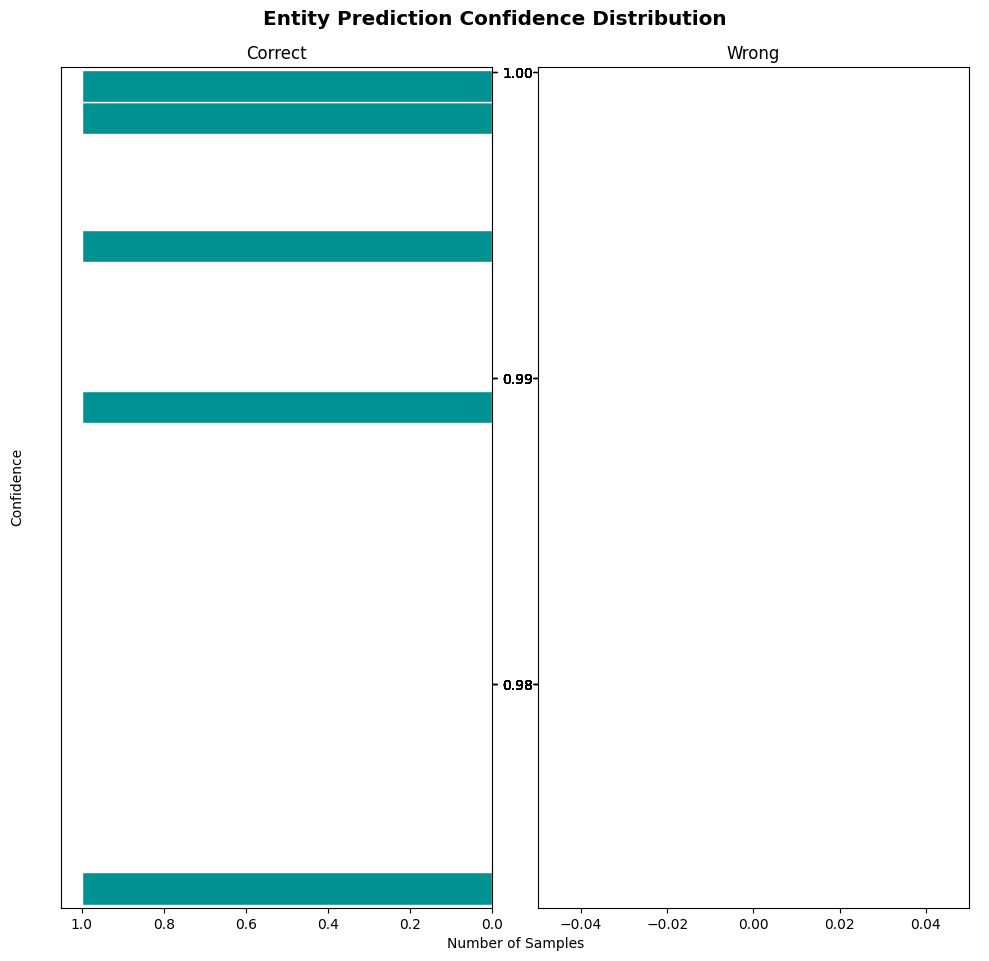 Entity Prediction Confidence Distribution
Correct
Wrong
1.00
0.99
0.98
Confidence
1.0 0.8 0.6 0.4 0.2 0.0
−0.04 −0.02 0.00 0.02 0.04
Number of Samples